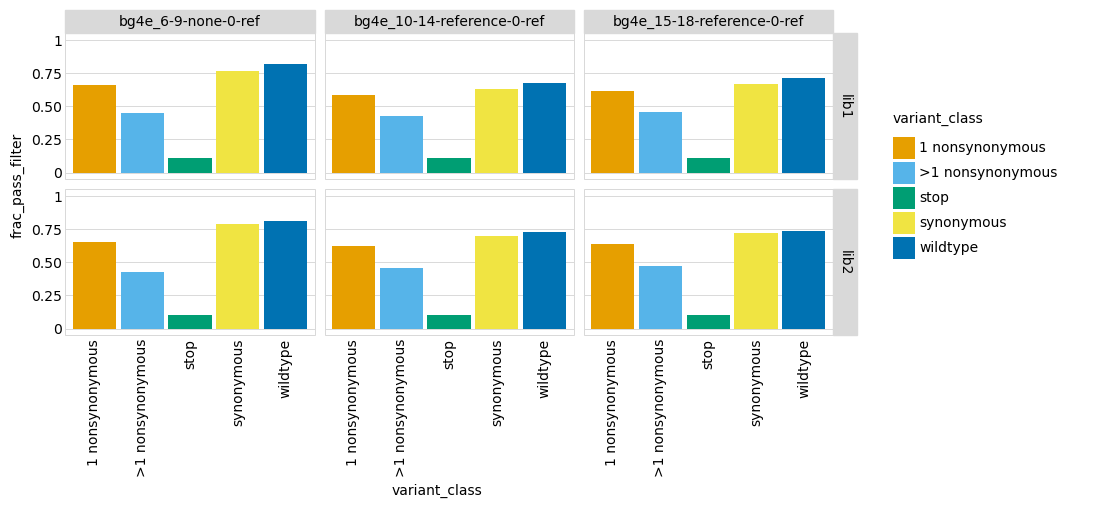 bg4e_6-9-none-0-ref
bg4e_10-14-reference-0-ref
bg4e_15-18-reference-0-ref
frac_pass_filter
1
0.75
0.50
0.25
0
lib1
1
0.75
0.50
0.25
0
lib2
1 nonsynonymous
>1 nonsynonymous
stop
synonymous
wildtype
1 nonsynonymous
>1 nonsynonymous
stop
synonymous
wildtype
1 nonsynonymous
>1 nonsynonymous
stop
synonymous
wildtype
variant_class
variant_class
1 nonsynonymous
>1 nonsynonymous
stop
synonymous
wildtype